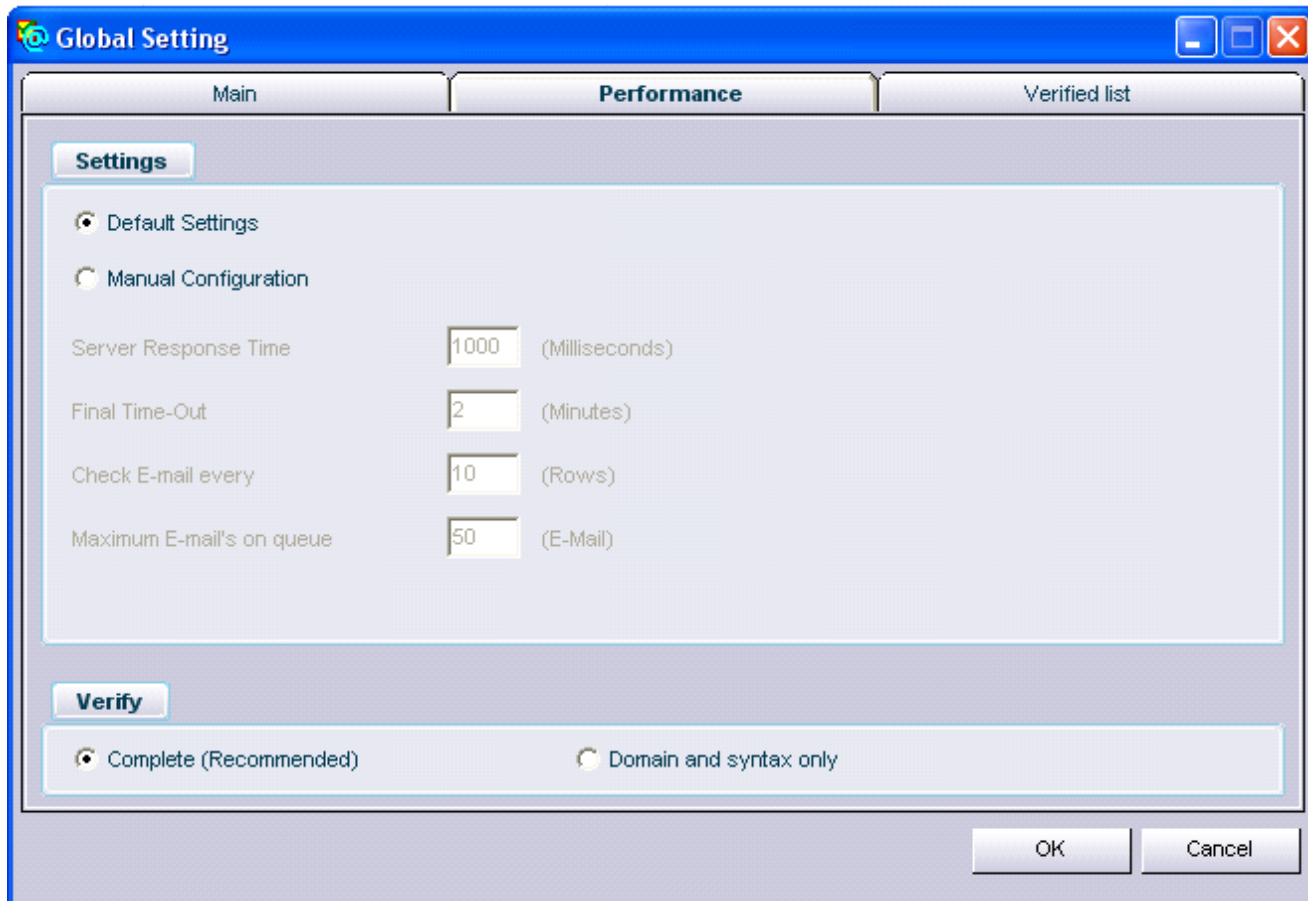 Global Setting
Main Performance Verified list
Settings
Default Settings
Manual Configuration
Server Response Time 1000 (Milliseconds)
Final Time-Out 2 (Minutes)
Check E-mail every 10 (Rows)
Maximum E-mail's on queue 50 (E-Mail)
Verify
Complete (Recommended) Domain and syntax only
OK Cancel